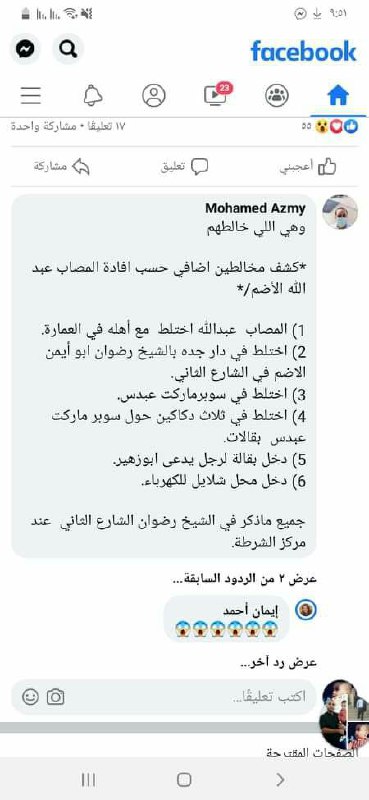 ٩:٥١
facebook
23
٥٥
١٧ تعليقًا • مشاركة واحدة
أعجبني
تعليق
مشاركة
Mohamed Azmy
وهي اللي خالطهم
*كشف مخالطين اضافي حسب افادة المصاب عبد
الله الأضم/*
1) المصاب عبدالله اختلط مع أهله في العمارة.
2) اختلط في دار جده بالشيخ رضوان ابو أيمن
الاضم في الشارع الثاني.
3) اختلط في سوبرماركت عبدس.
4) اختلط في ثلاث دكاكين حول سوبر ماركت
عبدس بقالات.
5) دخل بقالة لرجل يدعى ابوزهير.
6) دخل محل شلايل للكهرباء.
جميع ماذكر في الشيخ رضوان الشارع الثاني عند
مركز الشرطة.
عرض ٢ من الردود السابقة...
إيمان أحمد
😱😱😱😱😱😱
عرض رد آخر...
اكتب تعليقًا...
الصفحات المقترحة